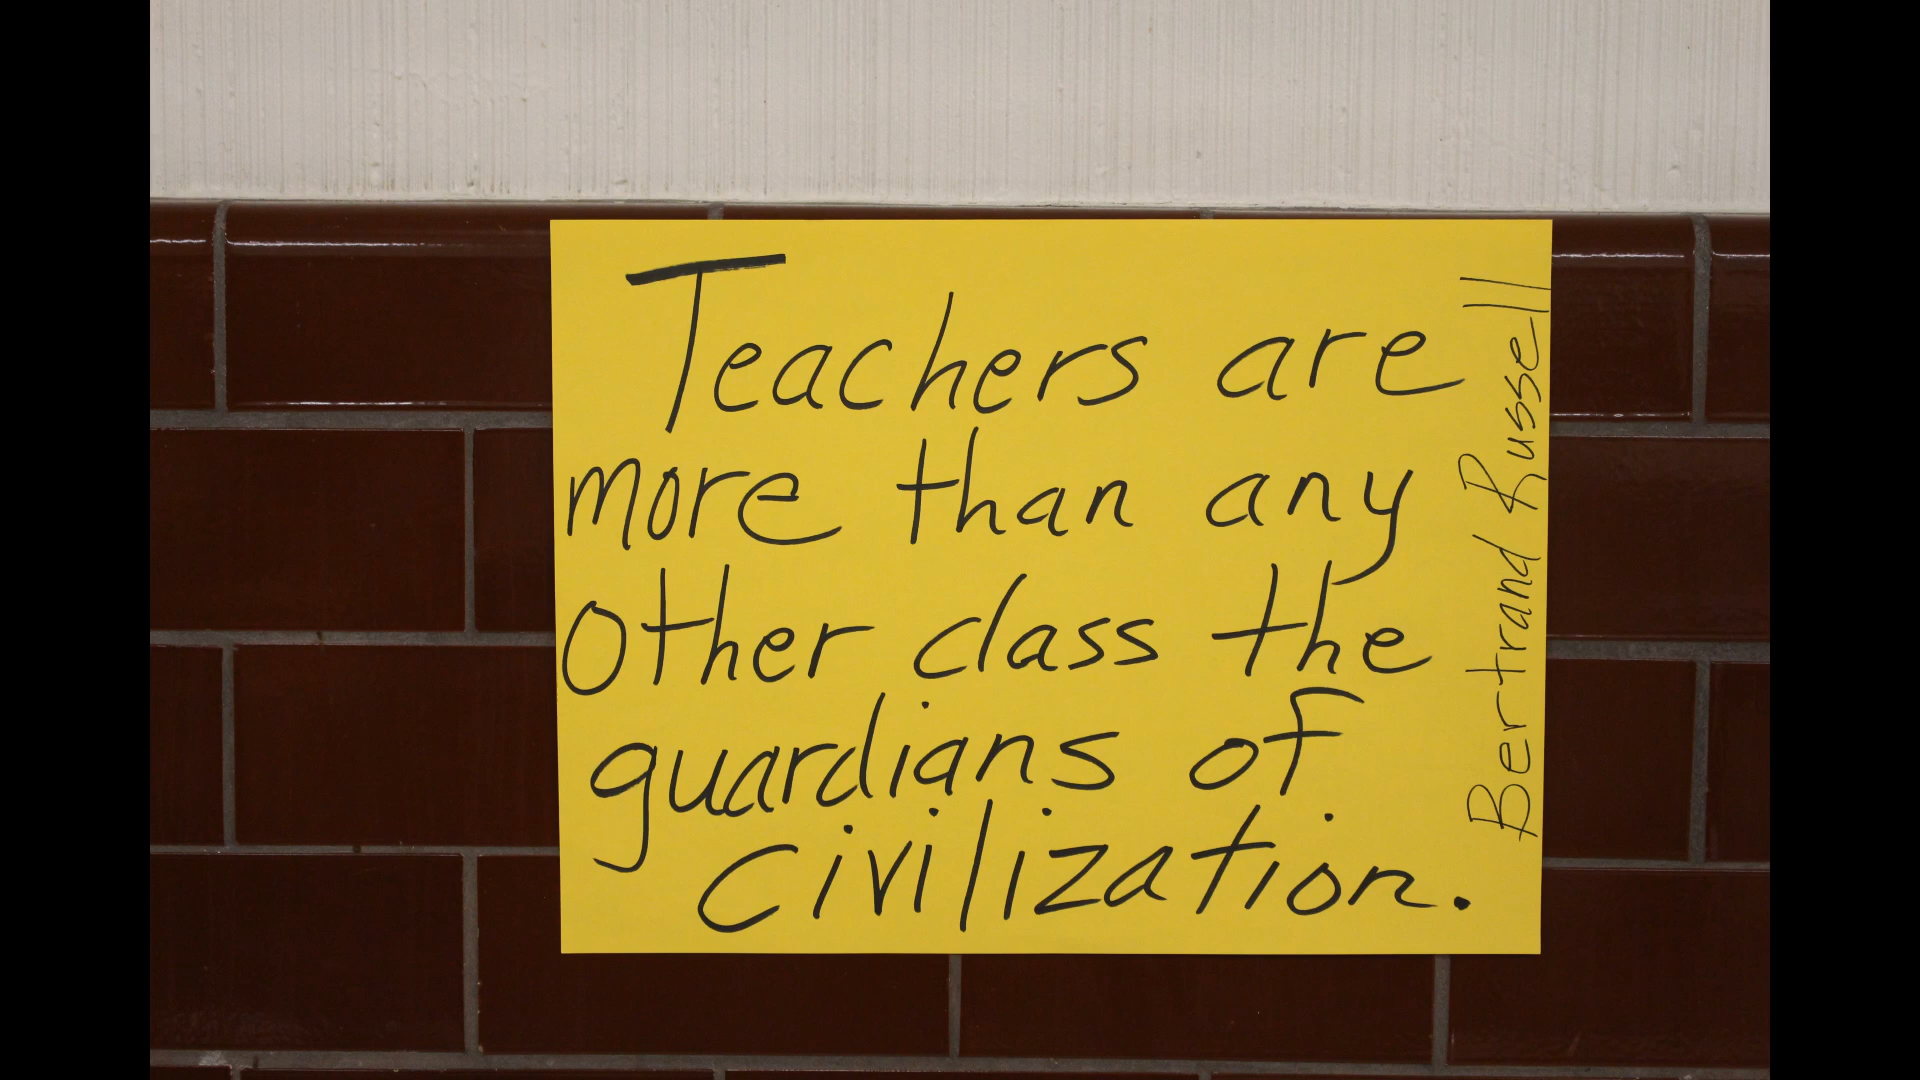 Teachers are
more than any
other class the
guardians of
civilization.
Bertrand Russell